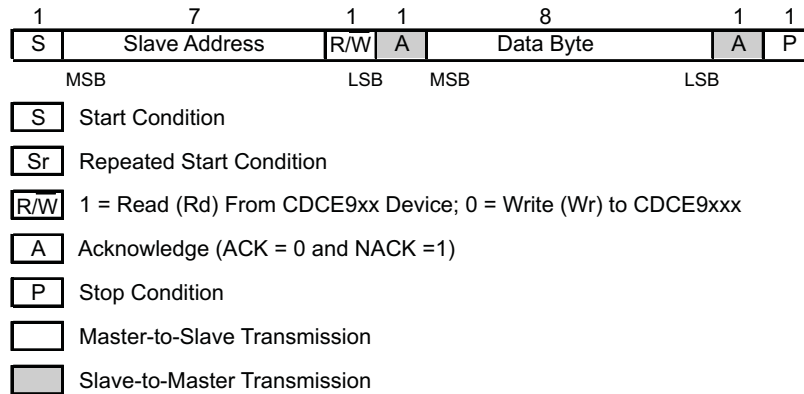 1 7 1 1 8 1 1
S Slave Address R/W̅ A Data Byte A P
MSB LSB MSB LSB
S Start Condition
Sr Repeated Start Condition
R/W̅ 1 = Read (Rd) From CDCE9xx Device; 0 = Write (Wr) to CDCE9xxx
A Acknowledge (ACK = 0 and NACK =1)
P Stop Condition
Master-to-Slave Transmission
Slave-to-Master Transmission